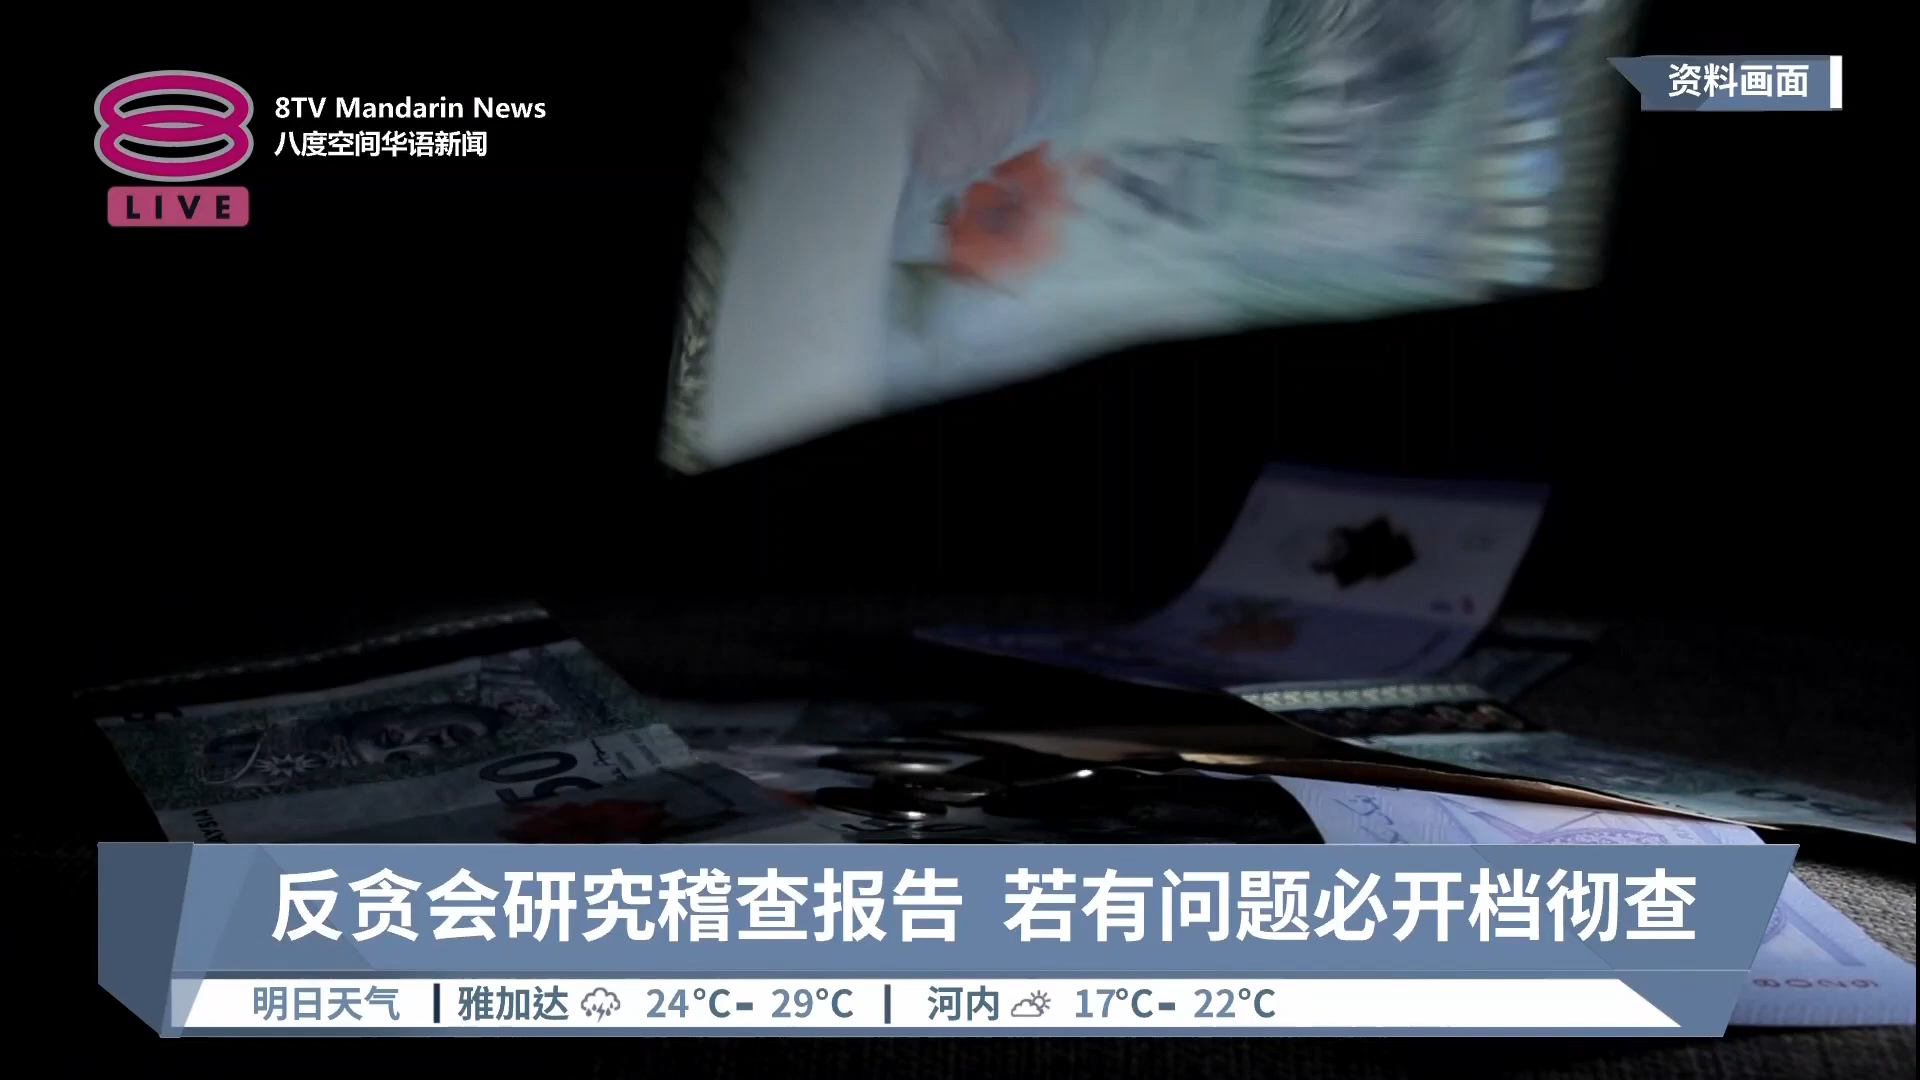 8TV Mandarin News
八度空间华语新闻
LIVE
资料画面
50
反贪会研究稽查报告 若有问题必开档彻查
明日天气 | 雅加达 24°C- 29°C | 河内 17°C- 22°C